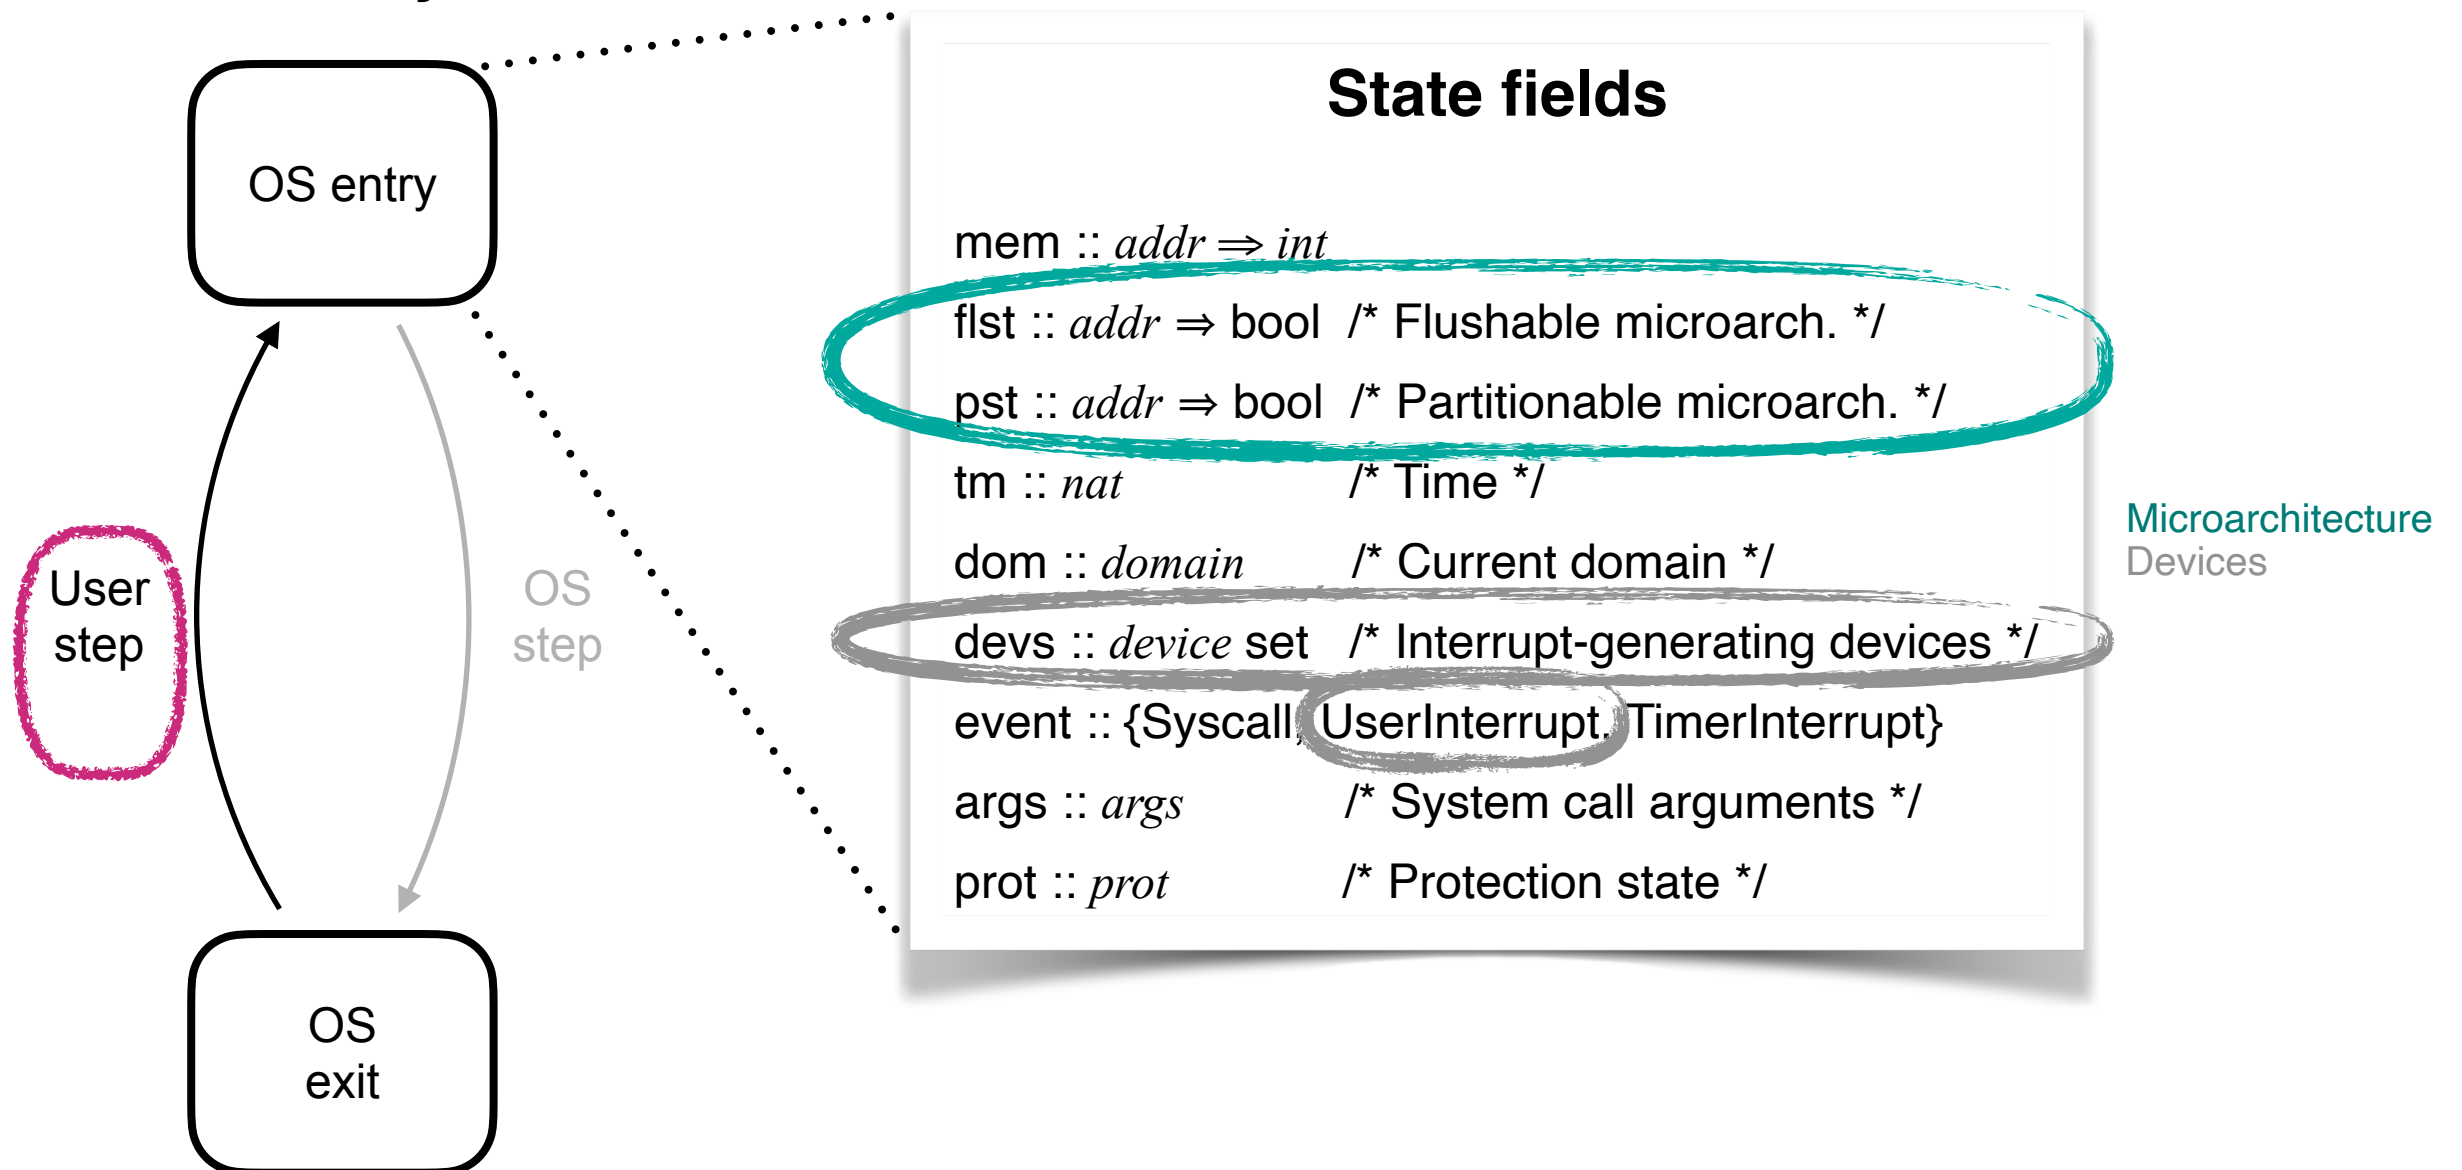 OS entry
User
step
OS
step
OS
exit
State fields
mem :: addr ⇒ int
flst :: addr ⇒ bool /* Flushable microarch. */
pst :: addr ⇒ bool /* Partitionable microarch. */
tm :: nat /* Time */
dom :: domain /* Current domain */
devs :: device set /* Interrupt-generating devices */
event :: {Syscall, UserInterrupt, TimerInterrupt}
args :: args /* System call arguments */
prot :: prot /* Protection state */
Microarchitecture
Devices